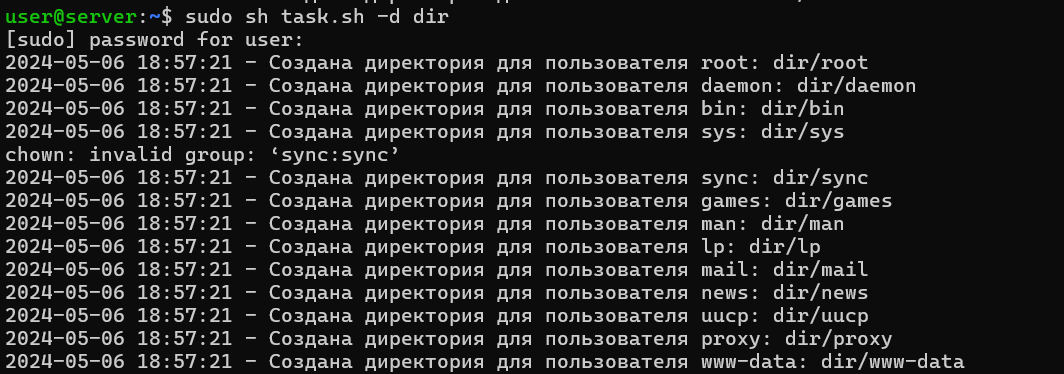 user@server:~$ sudo sh task.sh -d dir
[sudo] password for user:
2024-05-06 18:57:21 - Создана директория для пользователя root: dir/root
2024-05-06 18:57:21 - Создана директория для пользователя daemon: dir/daemon
2024-05-06 18:57:21 - Создана директория для пользователя bin: dir/bin
2024-05-06 18:57:21 - Создана директория для пользователя sys: dir/sys
chown: invalid group: ‘sync:sync’
2024-05-06 18:57:21 - Создана директория для пользователя sync: dir/sync
2024-05-06 18:57:21 - Создана директория для пользователя games: dir/games
2024-05-06 18:57:21 - Создана директория для пользователя man: dir/man
2024-05-06 18:57:21 - Создана директория для пользователя lp: dir/lp
2024-05-06 18:57:21 - Создана директория для пользователя mail: dir/mail
2024-05-06 18:57:21 - Создана директория для пользователя news: dir/news
2024-05-06 18:57:21 - Создана директория для пользователя uucp: dir/uucp
2024-05-06 18:57:21 - Создана директория для пользователя proxy: dir/proxy
2024-05-06 18:57:21 - Создана директория для пользователя www-data: dir/www-data